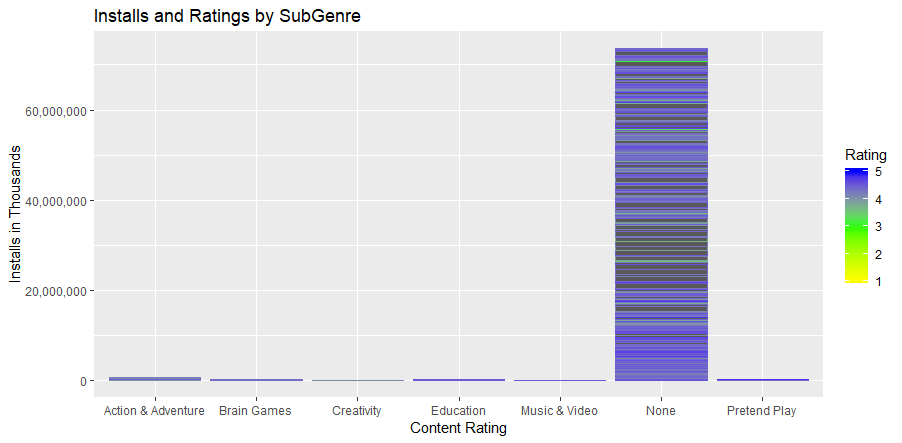 Installs and Ratings by SubGenre
Installs in Thousands
60,000,000
40,000,000
20,000,000
0
Action & Adventure
Brain Games
Creativity
Education
Music & Video
None
Pretend Play
Content Rating
Rating
5
4
3
2
1